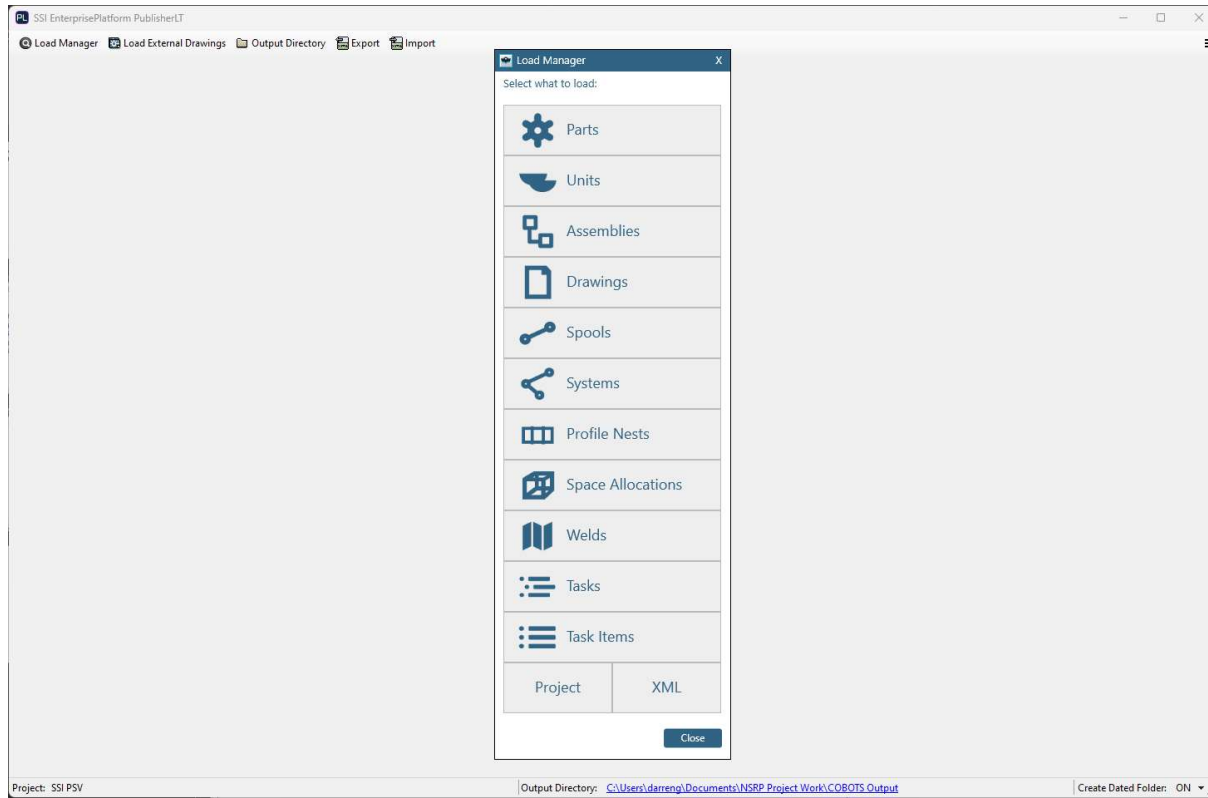 PL SSI EnterprisePlatform PublisherLT
Load Manager Load External Drawings Output Directory Export Import
Load Manager X
Select what to load:
Parts
Units
Assemblies
Drawings
Spools
Systems
Profile Nests
Space Allocations
Welds
Tasks
Task Items
Project XML
Close
Project: SSI PSV Output Directory: C:\Users\darreng\Documents\NSRP Project Work\COBOTS Output Create Dated Folder: ON